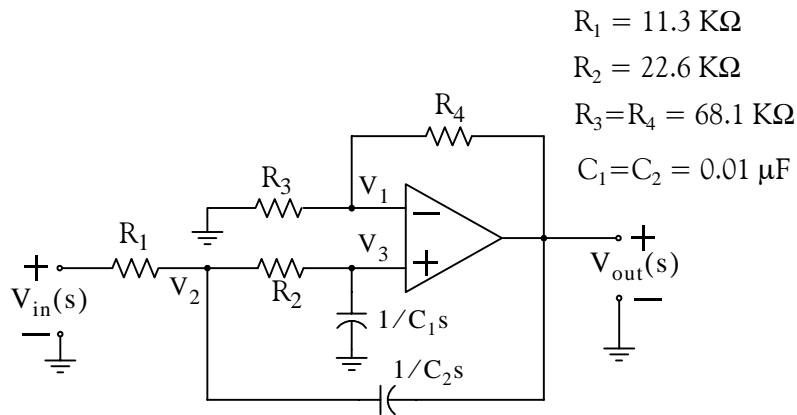 R₁ = 11.3 KΩ
R₂ = 22.6 KΩ
R₃=R₄ = 68.1 KΩ
C₁=C₂ = 0.01 µF
R₄
R₃
V₁
−
R₁
V₃
+
+
V₂
R₂
+
Vᵢₙ(s)
Vₒᵤₜ(s)
1/C₁s
−
−
1/C₂s